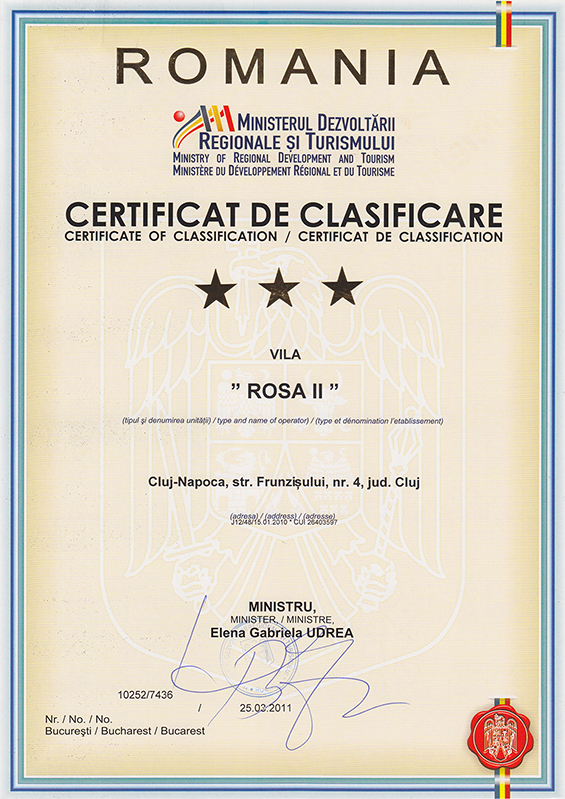 ROMANIA
MINISTERUL DEZVOLTĂRII
REGIONALE ȘI TURISMULUI
MINISTRY OF REGIONAL DEVELOPMENT AND TOURISM
MINISTÈRE DU DÉVELOPPEMENT RÉGIONAL ET DU TOURISME
CERTIFICAT DE CLASIFICARE
CERTIFICATE OF CLASSIFICATION / CERTIFICAT DE CLASSIFICATION
VILA
" ROSA II "
(tipul şi denumirea unităţii) / type and name of operator) / (type et dénomination l'etablissement)
Cluj-Napoca, str. Frunzișului, nr. 4, jud. Cluj
(adresa) / (address) / (adresse)
J12/48/15.01.2010 * CUI 26403597
MINISTRU,
MINISTER, / MINISTRE,
Elena Gabriela UDREA
10252/7436
/ 25.03.2011
Nr. / No. / No.
Bucureşti / Bucharest / Bucarest